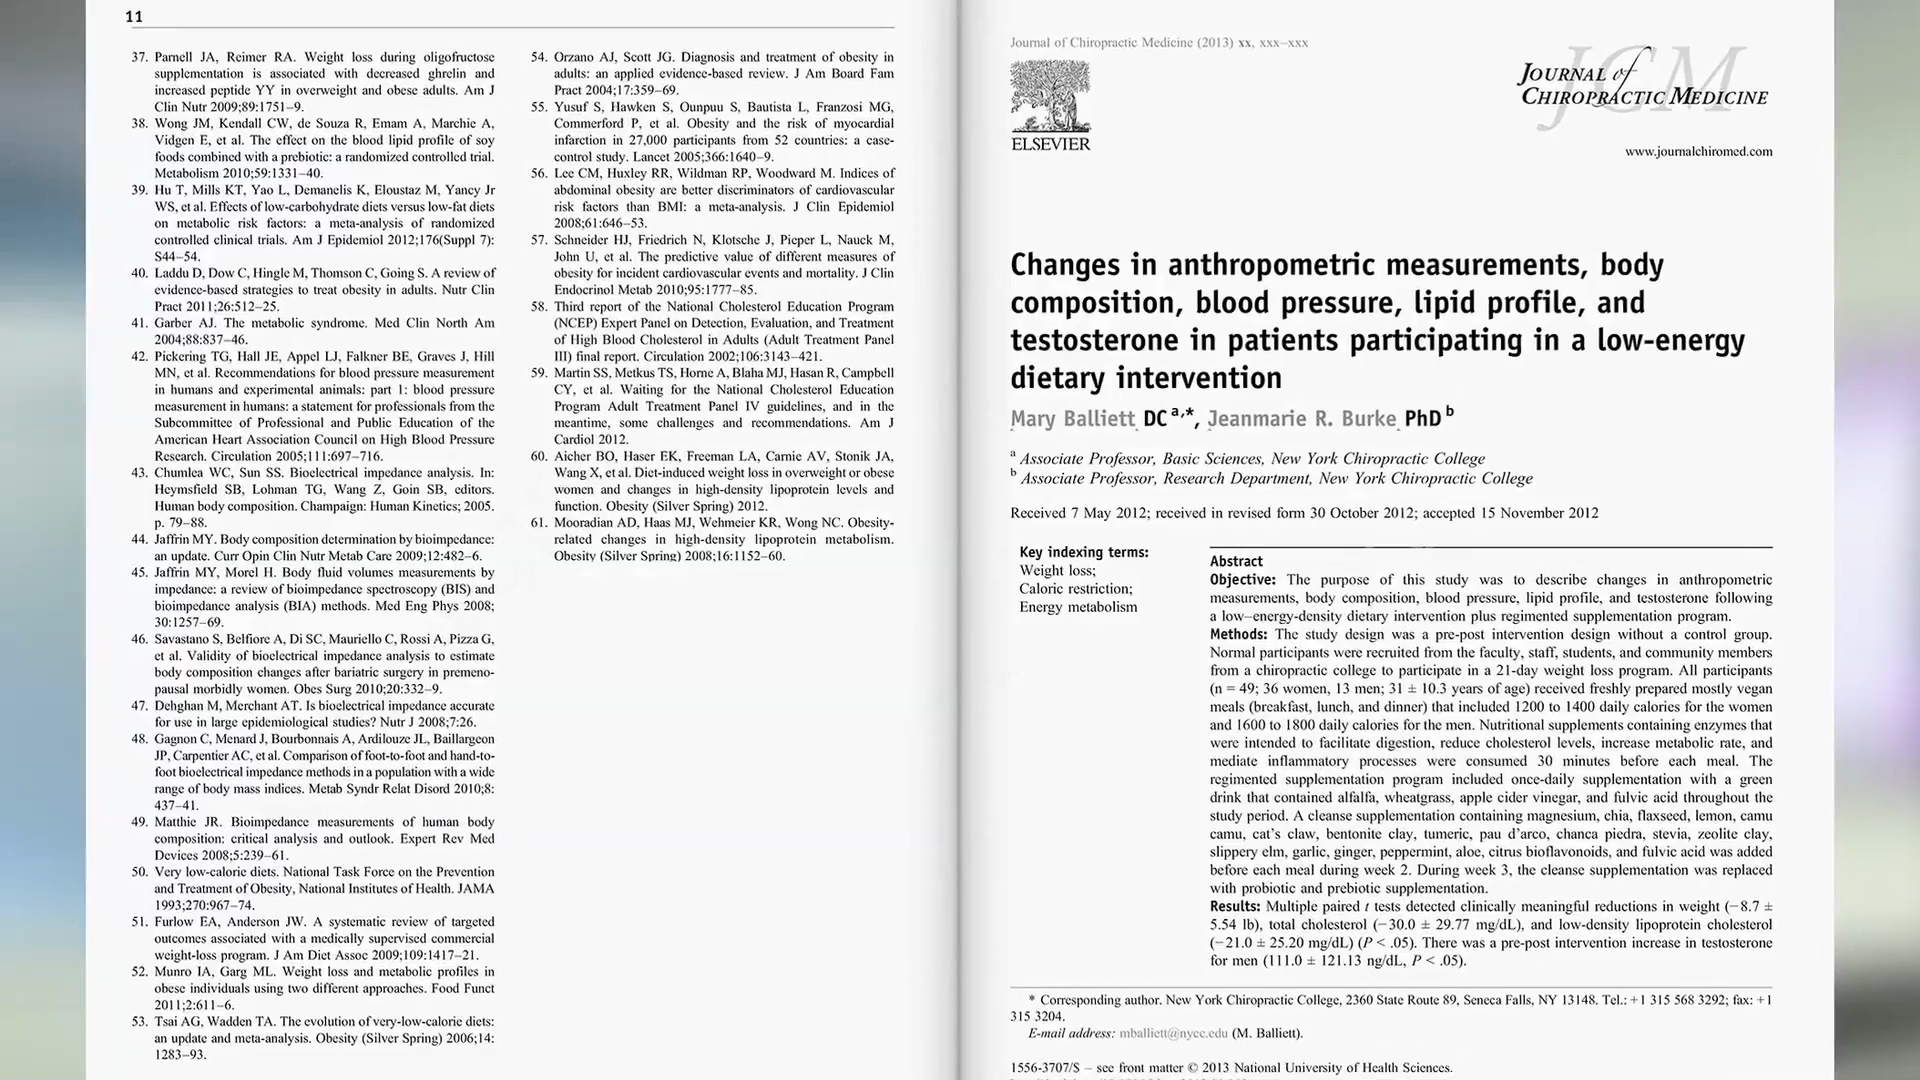 11
37. Parnell JA, Reimer RA. Weight loss during oligofructose
supplementation is associated with decreased ghrelin and
increased peptide YY in overweight and obese adults. Am J
Clin Nutr 2009;89:1751–9.
38. Wong JM, Kendall CW, de Souza R, Emam A, Marchie A,
Vidgen E, et al. The effect on the blood lipid profile of soy
foods combined with a prebiotic: a randomized controlled trial.
Metabolism 2010;59:1331–40.
39. Hu T, Mills KT, Yao L, Demanelis K, Eloustaz M, Yancy Jr
WS, et al. Effects of low-carbohydrate diets versus low-fat diets
on metabolic risk factors: a meta-analysis of randomized
controlled clinical trials. Am J Epidemiol 2012;176(Suppl 7):
S44–54.
40. Laddu D, Dow C, Hingle M, Thomson C, Going S. A review of
evidence-based strategies to treat obesity in adults. Nutr Clin
Pract 2011;26:512–25.
41. Garber AJ. The metabolic syndrome. Med Clin North Am
2004;88:837–46.
42. Pickering TG, Hall JE, Appel LJ, Falkner BE, Graves J, Hill
MN, et al. Recommendations for blood pressure measurement
in humans and experimental animals: part 1: blood pressure
measurement in humans: a statement for professionals from the
Subcommittee of Professional and Public Education of the
American Heart Association Council on High Blood Pressure
Research. Circulation 2005;111:697–716.
43. Chumlea WC, Sun SS. Bioelectrical impedance analysis. In:
Heymsfield SB, Lohman TG, Wang Z, Goin SB, editors.
Human body composition. Champaign: Human Kinetics; 2005.
p. 79–88.
44. Jaffrin MY. Body composition determination by bioimpedance:
an update. Curr Opin Clin Nutr Metab Care 2009;12:482–6.
45. Jaffrin MY, Morel H. Body fluid volumes measurements by
impedance: a review of bioimpedance spectroscopy (BIS) and
bioimpedance analysis (BIA) methods. Med Eng Phys 2008;
30:1257–69.
46. Savastano S, Belfiore A, Di SC, Mauriello C, Rossi A, Pizza G,
et al. Validity of bioelectrical impedance analysis to estimate
body composition changes after bariatric surgery in premeno-
pausal morbidly women. Obes Surg 2010;20:332–9.
47. Dehghan M, Merchant AT. Is bioelectrical impedance accurate
for use in large epidemiological studies? Nutr J 2008;7:26.
48. Gagnon C, Menard J, Bourbonnais A, Ardilouze JL, Baillargeon
JP, Carpentier AC, et al. Comparison of foot-to-foot and hand-to-
foot bioelectrical impedance methods in a population with a wide
range of body mass indices. Metab Syndr Relat Disord 2010;8:
437–41.
49. Matthie JR. Bioimpedance measurements of human body
composition: critical analysis and outlook. Expert Rev Med
Devices 2008;5:239–61.
50. Very low-calorie diets. National Task Force on the Prevention
and Treatment of Obesity, National Institutes of Health. JAMA
1993;270:967–74.
51. Furlow EA, Anderson JW. A systematic review of targeted
outcomes associated with a medically supervised commercial
weight-loss program. J Am Diet Assoc 2009;109:1417–21.
52. Munro IA, Garg ML. Weight loss and metabolic profiles in
obese individuals using two different approaches. Food Funct
2011;2:611–6.
53. Tsai AG, Wadden TA. The evolution of very-low-calorie diets:
an update and meta-analysis. Obesity (Silver Spring) 2006;14:
1283–93.
54. Orzano AJ, Scott JG. Diagnosis and treatment of obesity in
adults: an applied evidence-based review. J Am Board Fam
Pract 2004;17:359–69.
55. Yusuf S, Hawken S, Ounpuu S, Bautista L, Franzosi MG,
Commerford P, et al. Obesity and the risk of myocardial
infarction in 27,000 participants from 52 countries: a case-
control study. Lancet 2005;366:1640–9.
56. Lee CM, Huxley RR, Wildman RP, Woodward M. Indices of
abdominal obesity are better discriminators of cardiovascular
risk factors than BMI: a meta-analysis. J Clin Epidemiol
2008;61:646–53.
57. Schneider HJ, Friedrich N, Klotsche J, Pieper L, Nauck M,
John U, et al. The predictive value of different measures of
obesity for incident cardiovascular events and mortality. J Clin
Endocrinol Metab 2010;95:1777–85.
58. Third report of the National Cholesterol Education Program
(NCEP) Expert Panel on Detection, Evaluation, and Treatment
of High Blood Cholesterol in Adults (Adult Treatment Panel
III) final report. Circulation 2002;106:3143–421.
59. Martin SS, Metkus TS, Horne A, Blaha MJ, Hasan R, Campbell
CY, et al. Waiting for the National Cholesterol Education
Program Adult Treatment Panel IV guidelines, and in the
meantime, some challenges and recommendations. Am J
Cardiol 2012.
60. Aicher BO, Haser EK, Freeman LA, Carnie AV, Stonik JA,
Wang X, et al. Diet-induced weight loss in overweight or obese
women and changes in high-density lipoprotein levels and
function. Obesity (Silver Spring) 2012.
61. Mooradian AD, Haas MJ, Wehmeier KR, Wong NC. Obesity-
related changes in high-density lipoprotein metabolism.
Obesity (Silver Spring) 2008;16:1152–60.
Journal of Chiropractic Medicine (2013) xx, xxx–xxx
ELSEVIER
JCM
JOURNAL of
CHIROPRACTIC MEDICINE
www.journalchiromed.com
Changes in anthropometric measurements, body
composition, blood pressure, lipid profile, and
testosterone in patients participating in a low-energy
dietary intervention
Mary Balliett DC a,*, Jeanmarie R. Burke PhD b
a Associate Professor, Basic Sciences, New York Chiropractic College
b Associate Professor, Research Department, New York Chiropractic College
Received 7 May 2012; received in revised form 30 October 2012; accepted 15 November 2012
Key indexing terms:
Weight loss;
Caloric restriction;
Energy metabolism
Abstract
Objective: The purpose of this study was to describe changes in anthropometric
measurements, body composition, blood pressure, lipid profile, and testosterone following
a low–energy-density dietary intervention plus regimented supplementation program.
Methods: The study design was a pre-post intervention design without a control group.
Normal participants were recruited from the faculty, staff, students, and community members
from a chiropractic college to participate in a 21-day weight loss program. All participants
(n = 49; 36 women, 13 men; 31 ± 10.3 years of age) received freshly prepared mostly vegan
meals (breakfast, lunch, and dinner) that included 1200 to 1400 daily calories for the women
and 1600 to 1800 daily calories for the men. Nutritional supplements containing enzymes that
were intended to facilitate digestion, reduce cholesterol levels, increase metabolic rate, and
mediate inflammatory processes were consumed 30 minutes before each meal. The
regimented supplementation program included once-daily supplementation with a green
drink that contained alfalfa, wheatgrass, apple cider vinegar, and fulvic acid throughout the
study period. A cleanse supplementation containing magnesium, chia, flaxseed, lemon, camu
camu, cat's claw, bentonite clay, tumeric, pau d'arco, chanca piedra, stevia, zeolite clay,
slippery elm, garlic, ginger, peppermint, aloe, citrus bioflavonoids, and fulvic acid was added
before each meal during week 2. During week 3, the cleanse supplementation was replaced
with probiotic and prebiotic supplementation.
Results: Multiple paired t tests detected clinically meaningful reductions in weight (−8.7 ±
5.54 lb), total cholesterol (−30.0 ± 29.77 mg/dL), and low-density lipoprotein cholesterol
(−21.0 ± 25.20 mg/dL) (P < .05). There was a pre-post intervention increase in testosterone
for men (111.0 ± 121.13 ng/dL, P < .05).
* Corresponding author. New York Chiropractic College, 2360 State Route 89, Seneca Falls, NY 13148. Tel.: +1 315 568 3292; fax: +1
315 3204.
E-mail address: mballiett@nycc.edu (M. Balliett).
1556-3707/$ – see front matter © 2013 National University of Health Sciences.